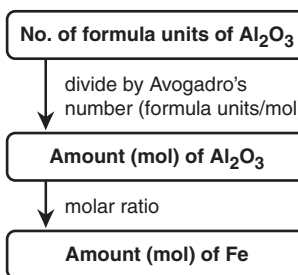 No. of formula units of Al₂O₃
divide by Avogadro's
number (formula units/mol
Amount (mol) of Al₂O₃
molar ratio
Amount (mol) of Fe